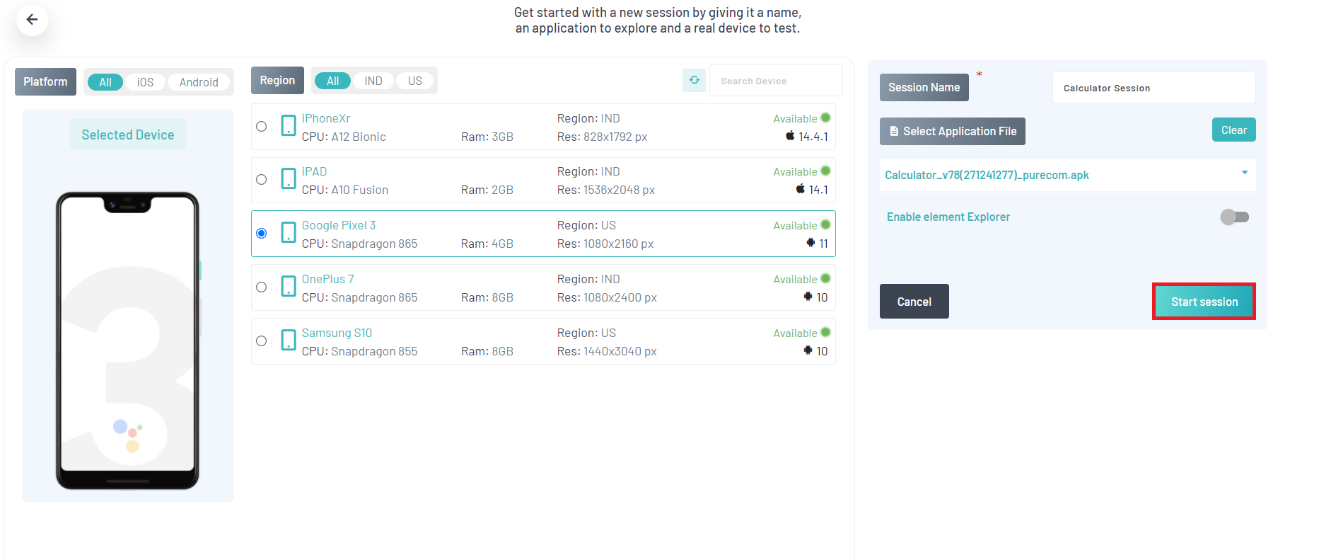 Get started with a new session by giving it a name,
an application to explore and a real device to test.
Platform All iOS Android
Selected Device
Region All IND US Search Device
iPhoneXr Region: IND Available
CPU: A12 Bionic Ram: 3GB Res: 828x1792 px 14.4.1
iPAD Region: IND Available
CPU: A10 Fusion Ram: 2GB Res: 1536x2048 px 14.1
Google Pixel 3 Region: US Available
CPU: Snapdragon 865 Ram: 4GB Res: 1080x2160 px 11
OnePlus 7 Region: IND Available
CPU: Snapdragon 865 Ram: 8GB Res: 1080x2400 px 10
Samsung S10 Region: US Available
CPU: Snapdragon 855 Ram: 8GB Res: 1440x3040 px 10
3
Session Name * Calculator Session
Select Application File Clear
Calculator_v78(271241277)_purecom.apk
Enable element Explorer
Cancel Start session